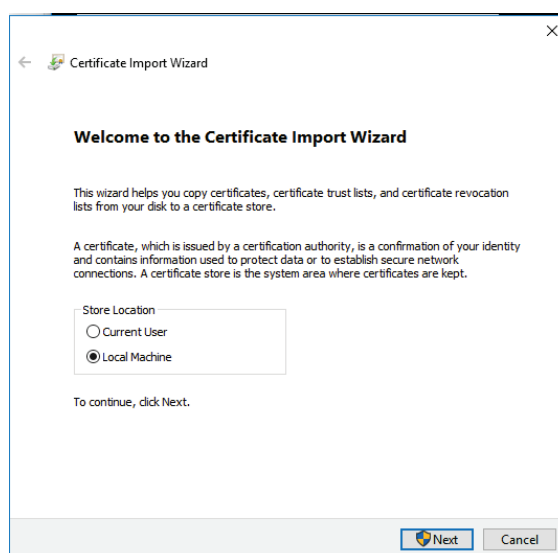 Certificate Import Wizard
Welcome to the Certificate Import Wizard
This wizard helps you copy certificates, certificate trust lists, and certificate revocation
lists from your disk to a certificate store.
A certificate, which is issued by a certification authority, is a confirmation of your identity
and contains information used to protect data or to establish secure network
connections. A certificate store is the system area where certificates are kept.
Store Location
Current User
Local Machine
To continue, click Next.
Next Cancel